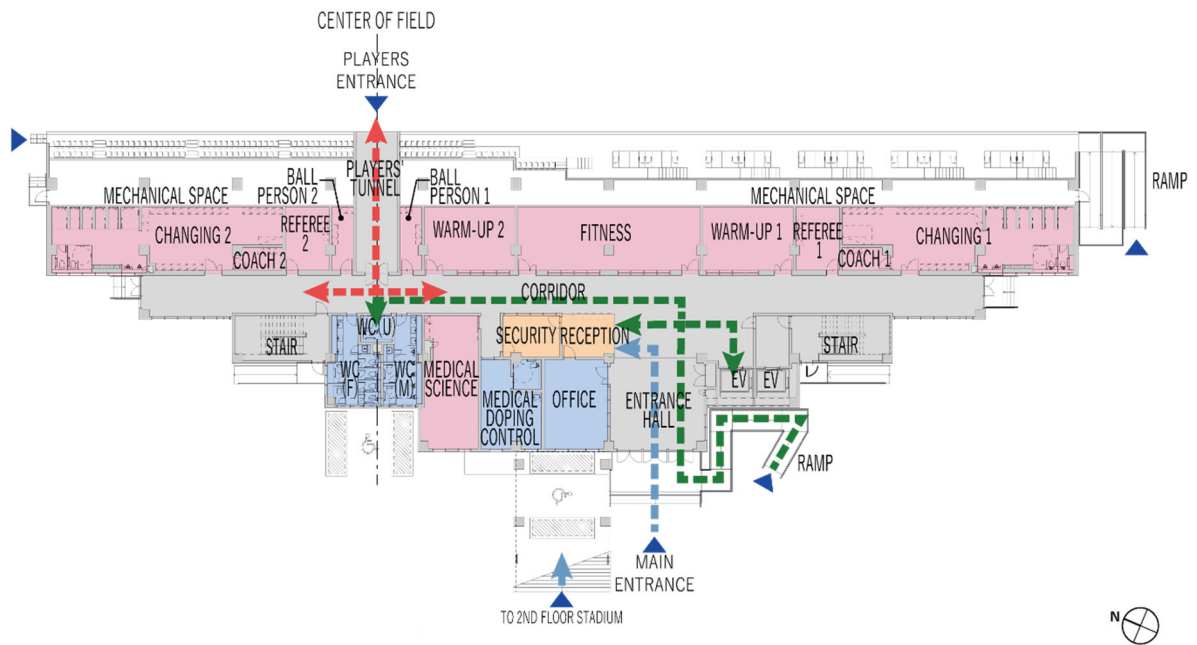 CENTER OF FIELD
PLAYERS
ENTRANCE
PLAYERS'
TUNNEL
BALL
PERSON 2
BALL
PERSON 1
MECHANICAL SPACE
MECHANICAL SPACE
RAMP
CHANGING 2
COACH 2
REFEREE
2
WARM-UP 2
FITNESS
WARM-UP 1
REFEREE
1
COACH 1
CHANGING 1
CORRIDOR
STAIR
WC(U)
WC
(F)
WC
(M)
MEDICAL
SCIENCE
SECURITY
RECEPTION
MEDICAL
DOPING
CONTROL
OFFICE
ENTRANCE
HALL
EV
EV
STAIR
RAMP
MAIN
ENTRANCE
TO 2ND FLOOR STADIUM
N